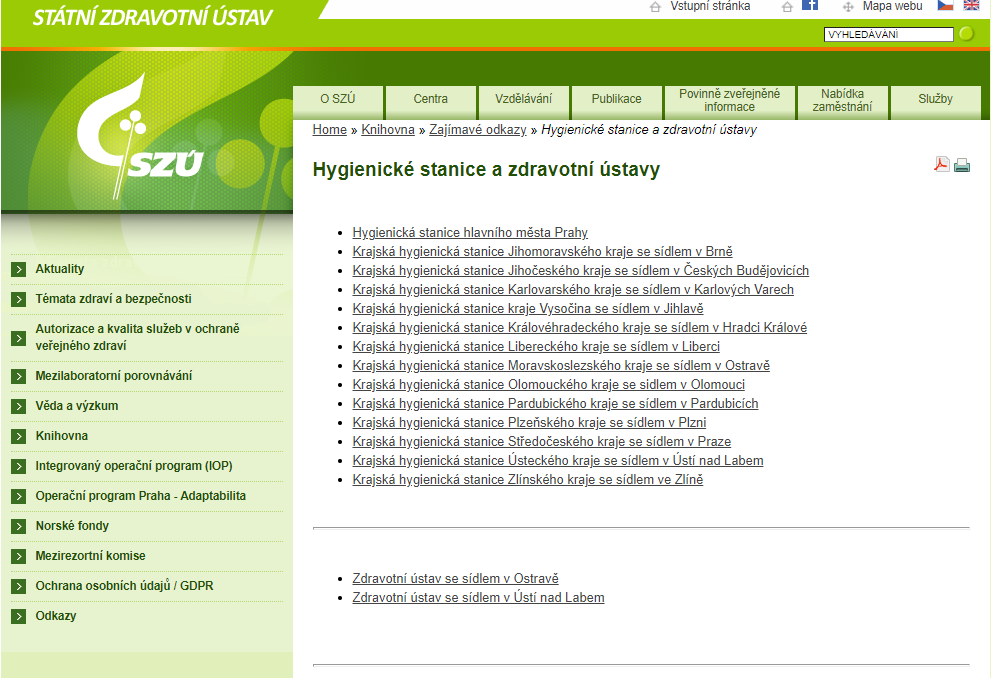 STÁTNÍ ZDRAVOTNÍ ÚSTAV
Vstupní stránka
Mapa webu
VYHLEDÁVÁNÍ
SZÚ
O SZÚ
Centra
Vzdělávání
Publikace
Povinně zveřejněné
informace
Nabídka
zaměstnání
Služby
Home » Knihovna » Zajímavé odkazy » Hygienické stanice a zdravotní ústavy
Hygienické stanice a zdravotní ústavy
Hygienická stanice hlavního města Prahy
Krajská hygienická stanice Jihomoravského kraje se sídlem v Brně
Krajská hygienická stanice Jihočeského kraje se sídlem v Českých Budějovicích
Krajská hygienická stanice Karlovarského kraje se sídlem v Karlových Varech
Krajská hygienická stanice kraje Vysočina se sídlem v Jihlavě
Krajská hygienická stanice Královéhradeckého kraje se sídlem v Hradci Králové
Krajská hygienická stanice Libereckého kraje se sídlem v Liberci
Krajská hygienická stanice Moravskoslezského kraje se sídlem v Ostravě
Krajská hygienická stanice Olomouckého kraje se sidlem v Olomouci
Krajská hygienická stanice Pardubického kraje se sídlem v Pardubicích
Krajská hygienická stanice Plzeňského kraje se sídlem v Plzni
Krajská hygienická stanice Středočeského kraje se sídlem v Praze
Krajská hygienická stanice Ústeckého kraje se sídlem v Ústí nad Labem
Krajská hygienická stanice Zlínského kraje se sídlem ve Zlíně
Zdravotní ústav se sídlem v Ostravě
Zdravotní ústav se sídlem v Ústí nad Labem
Aktuality
Témata zdraví a bezpečnosti
Autorizace a kvalita služeb v ochraně
veřejného zdraví
Mezilaboratorní porovnávání
Věda a výzkum
Knihovna
Integrovaný operační program (IOP)
Operační program Praha - Adaptabilita
Norské fondy
Mezirezortní komise
Ochrana osobních údajů / GDPR
Odkazy